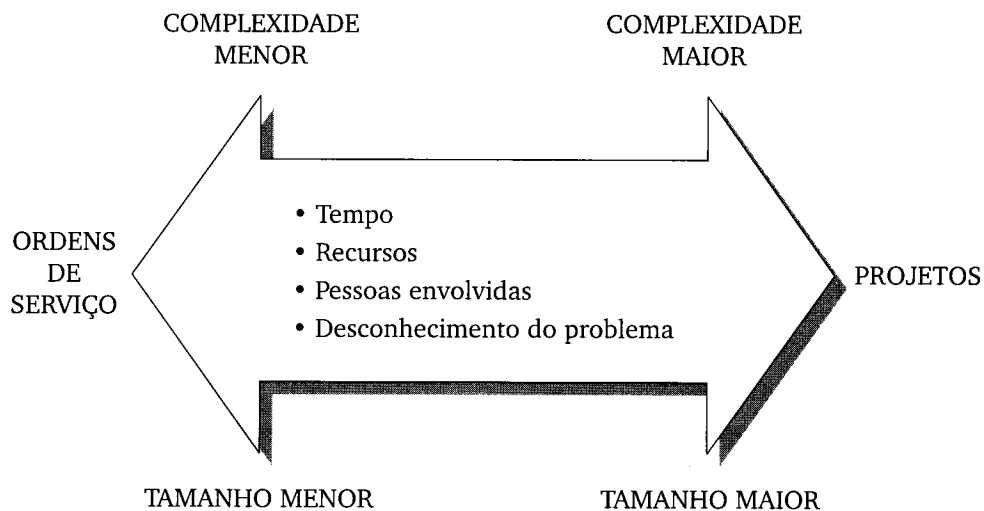 COMPLEXIDADE
MENOR
COMPLEXIDADE
MAIOR
ORDENS
DE
SERVIÇO
• Tempo
• Recursos
• Pessoas envolvidas
• Desconhecimento do problema
PROJETOS
TAMANHO MENOR
TAMANHO MAIOR